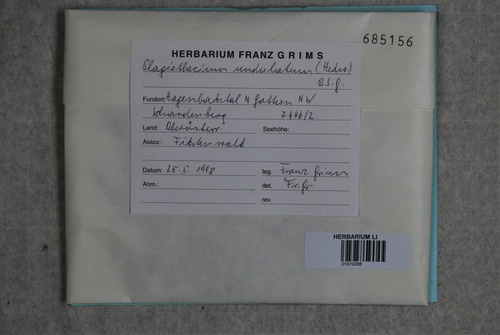 685156
HERBARIUM FRANZ GRIMS
Plagiothecium undulatum (Hedw.)
B.S.G.
Fundort: N Gattern NW
Schardenberg 7446/2
Land: Oberösterr. Seehöhe:
Assoz.: Fichtenwald
Datum: 25.5.1988 leg. Franz Grims
Anm.: det. Fr. Gr
rev.
HERBARIUM LI